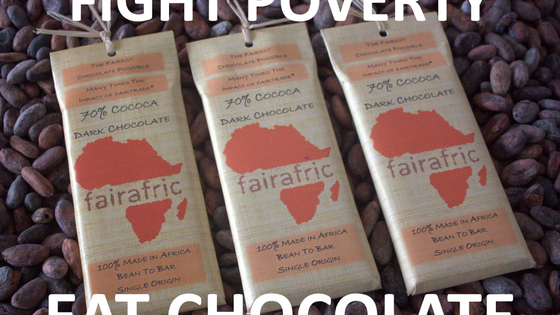 FIGHT POVERTY
The Fairest
Chocolate Possible
Many Times The
Impact of Fairtrade*
70% Cococa
Dark Chocolate
fairafric
100% Made in Africa
Bean To Bar
Single Origin
The Fairest
Chocolate Possible
Many Times The
Impact of Fairtrade*
70% Cococa
Dark Chocolate
fairafric
100% Made in Africa
Bean To Bar
Single Origin
The Fairest
Chocolate Possible
Many Times The
Impact of Fairtrade*
70% Cococa
Dark Chocolate
fairafric
100% Made in Africa
Bean To Bar
Single Origin
EAT CHOCOLATE